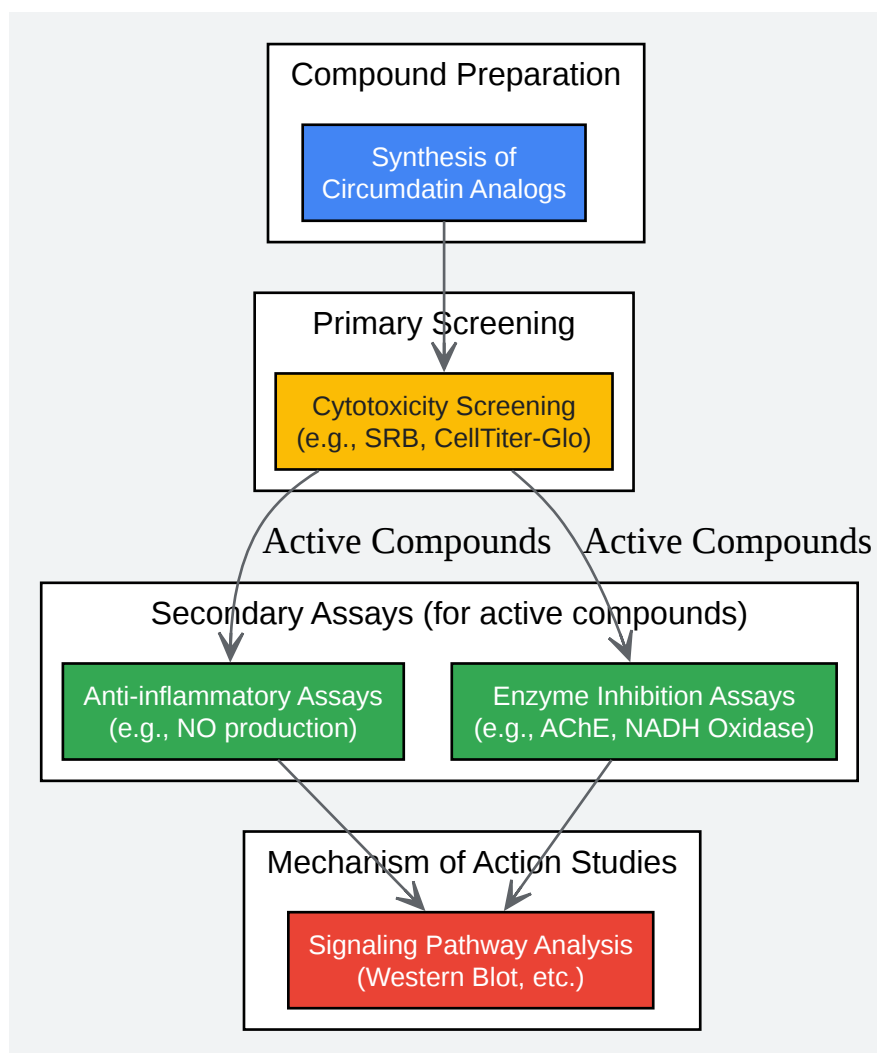 Compound Preparation
Synthesis of
Circumdatin Analogs
Primary Screening
Cytotoxicity Screening
(e.g., SRB, CellTiter-Glo)
Active Compounds
Active Compounds
Secondary Assays (for active compounds)
Anti-inflammatory Assays
(e.g., NO production)
Enzyme Inhibition Assays
(e.g., AChE, NADH Oxidase)
Mechanism of Action Studies
Signaling Pathway Analysis
(Western Blot, etc.)